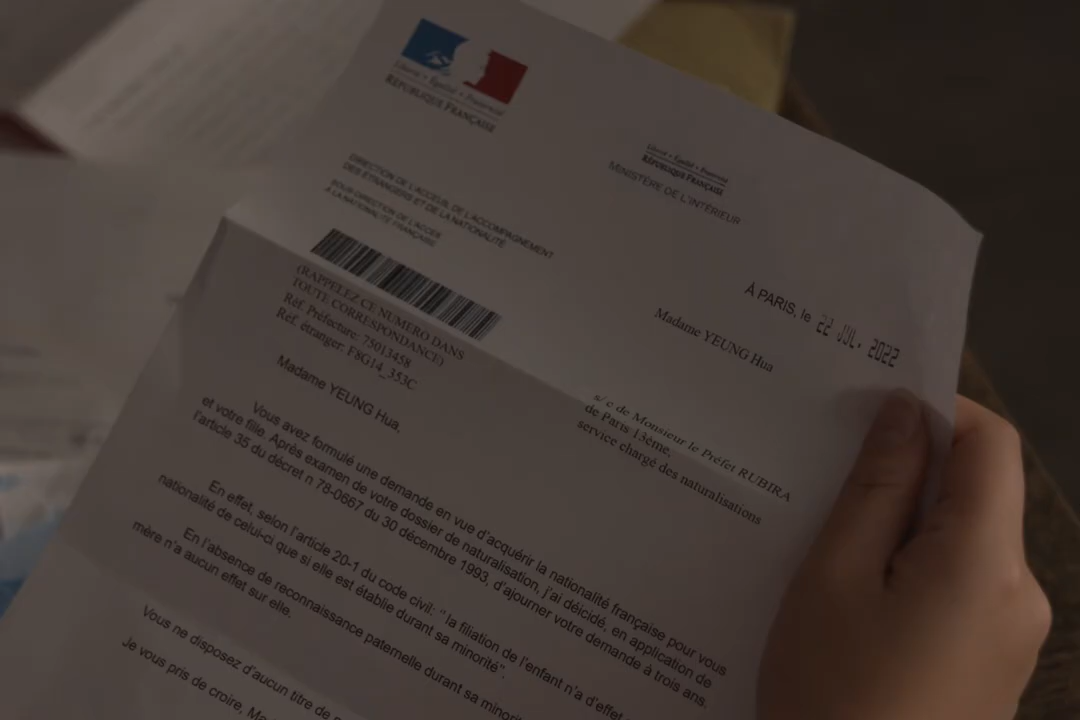 Liberté • Égalité • Fraternité
RÉPUBLIQUE FRANÇAISE
Liberté • Égalité • Fraternité
RÉPUBLIQUE FRANÇAISE
MINISTÈRE DE L'INTÉRIEUR
DIRECTION DE L'ACCEUIL DE L'ACCOMPAGNEMENT
DES ÉTRANGERS ET DE LA NATIONALITÉ
SOUS-DIRECTION DE L'ACCES
À LA NATIONALITÉ FRANÇAISE
(RAPPELEZ CE NUMERO DANS
TOUTE CORRESPONDANCE)
Réf. Préfecture: 75013458
Réf. étranger: F8G14_353C
À PARIS, le 22 JUL. 2022
Madame YEUNG Hua
s/ c de Monsieur le Préfet RUBIRA
de Paris 13ème,
service chargé des naturalisations
Madame YEUNG Hua,
Vous avez formulé une demande en vue d'acquérir la nationalité française pour vous
et votre fille. Après examen de votre dossier de naturalisation, j'ai déicidé, en application de
l'article 35 du décret n 78-0667 du 30 décembre 1993, d'ajourner votre demande à trois ans.
En effet, selon l'article 20-1 du code civil: " la filiation de l'enfant n'a d'effet
nationalité de celui-ci que si elle est établie durant sa minorité".
En l'absence de reconnaissance paternelle durant sa minorit
mère n'a aucun effet sur elle.
Vous ne disposez d'aucun titre de
Je vous pris de croire, Ma